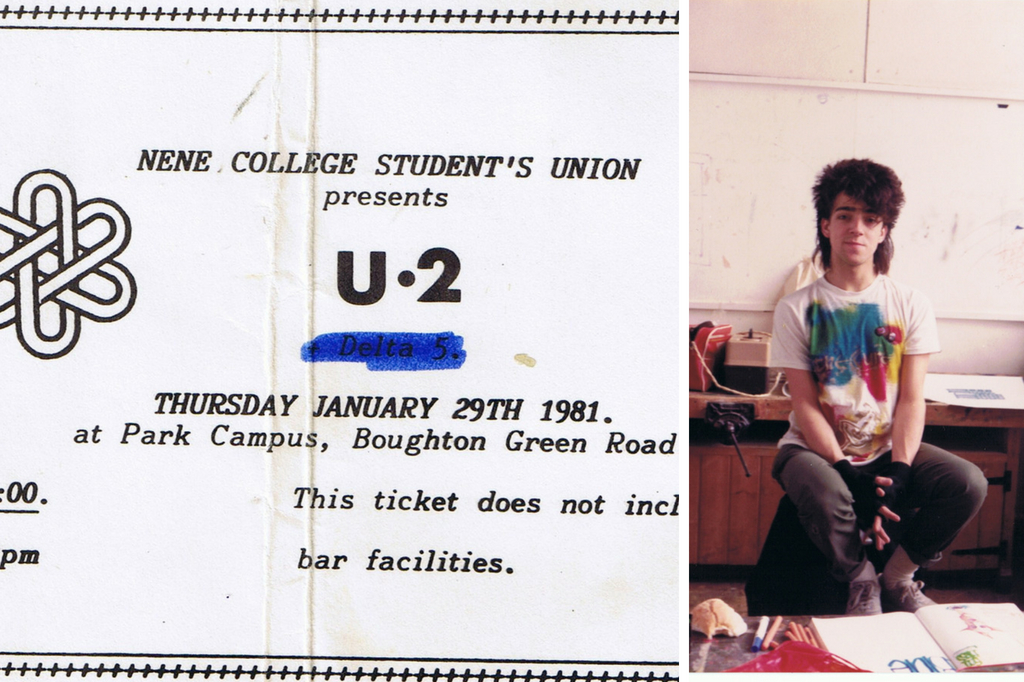 NENE COLLEGE STUDENT'S UNION
presents
U·2
+ Delta 5.
THURSDAY JANUARY 29TH 1981.
at Park Campus, Boughton Green Road
:00.
This ticket does not incl
pm
bar facilities.